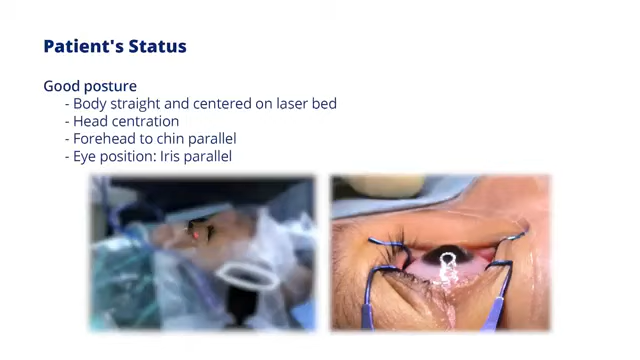 Patient's Status
Good posture
- Body straight and centered on laser bed
- Head centration
- Forehead to chin parallel
- Eye position: Iris parallel